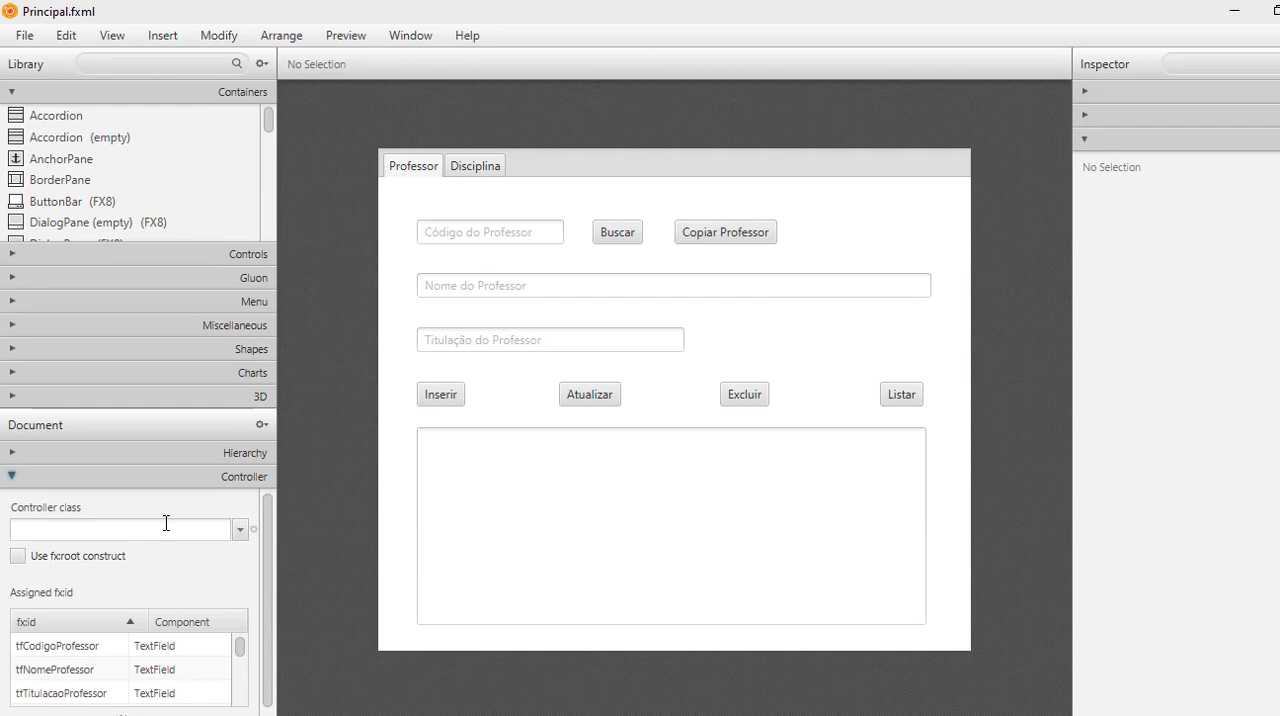 Principal.fxml
File Edit View Insert Modify Arrange Preview Window Help
Library
No Selection
Inspector
Containers
Accordion
Accordion (empty)
AnchorPane
BorderPane
ButtonBar (FX8)
DialogPane (empty) (FX8)
Controls
Gluon
Menu
Miscellaneous
Shapes
Charts
3D
Document
Hierarchy
Controller
Controller class
Use fx:root construct
Assigned fx:id
fx:id Component
tfCodigoProfessor TextField
tfNomeProfessor TextField
tfTitulacaoProfessor TextField
Professor Disciplina
Código do Professor Buscar Copiar Professor
Nome do Professor
Titulação do Professor
Inserir Atualizar Excluir Listar
No Selection